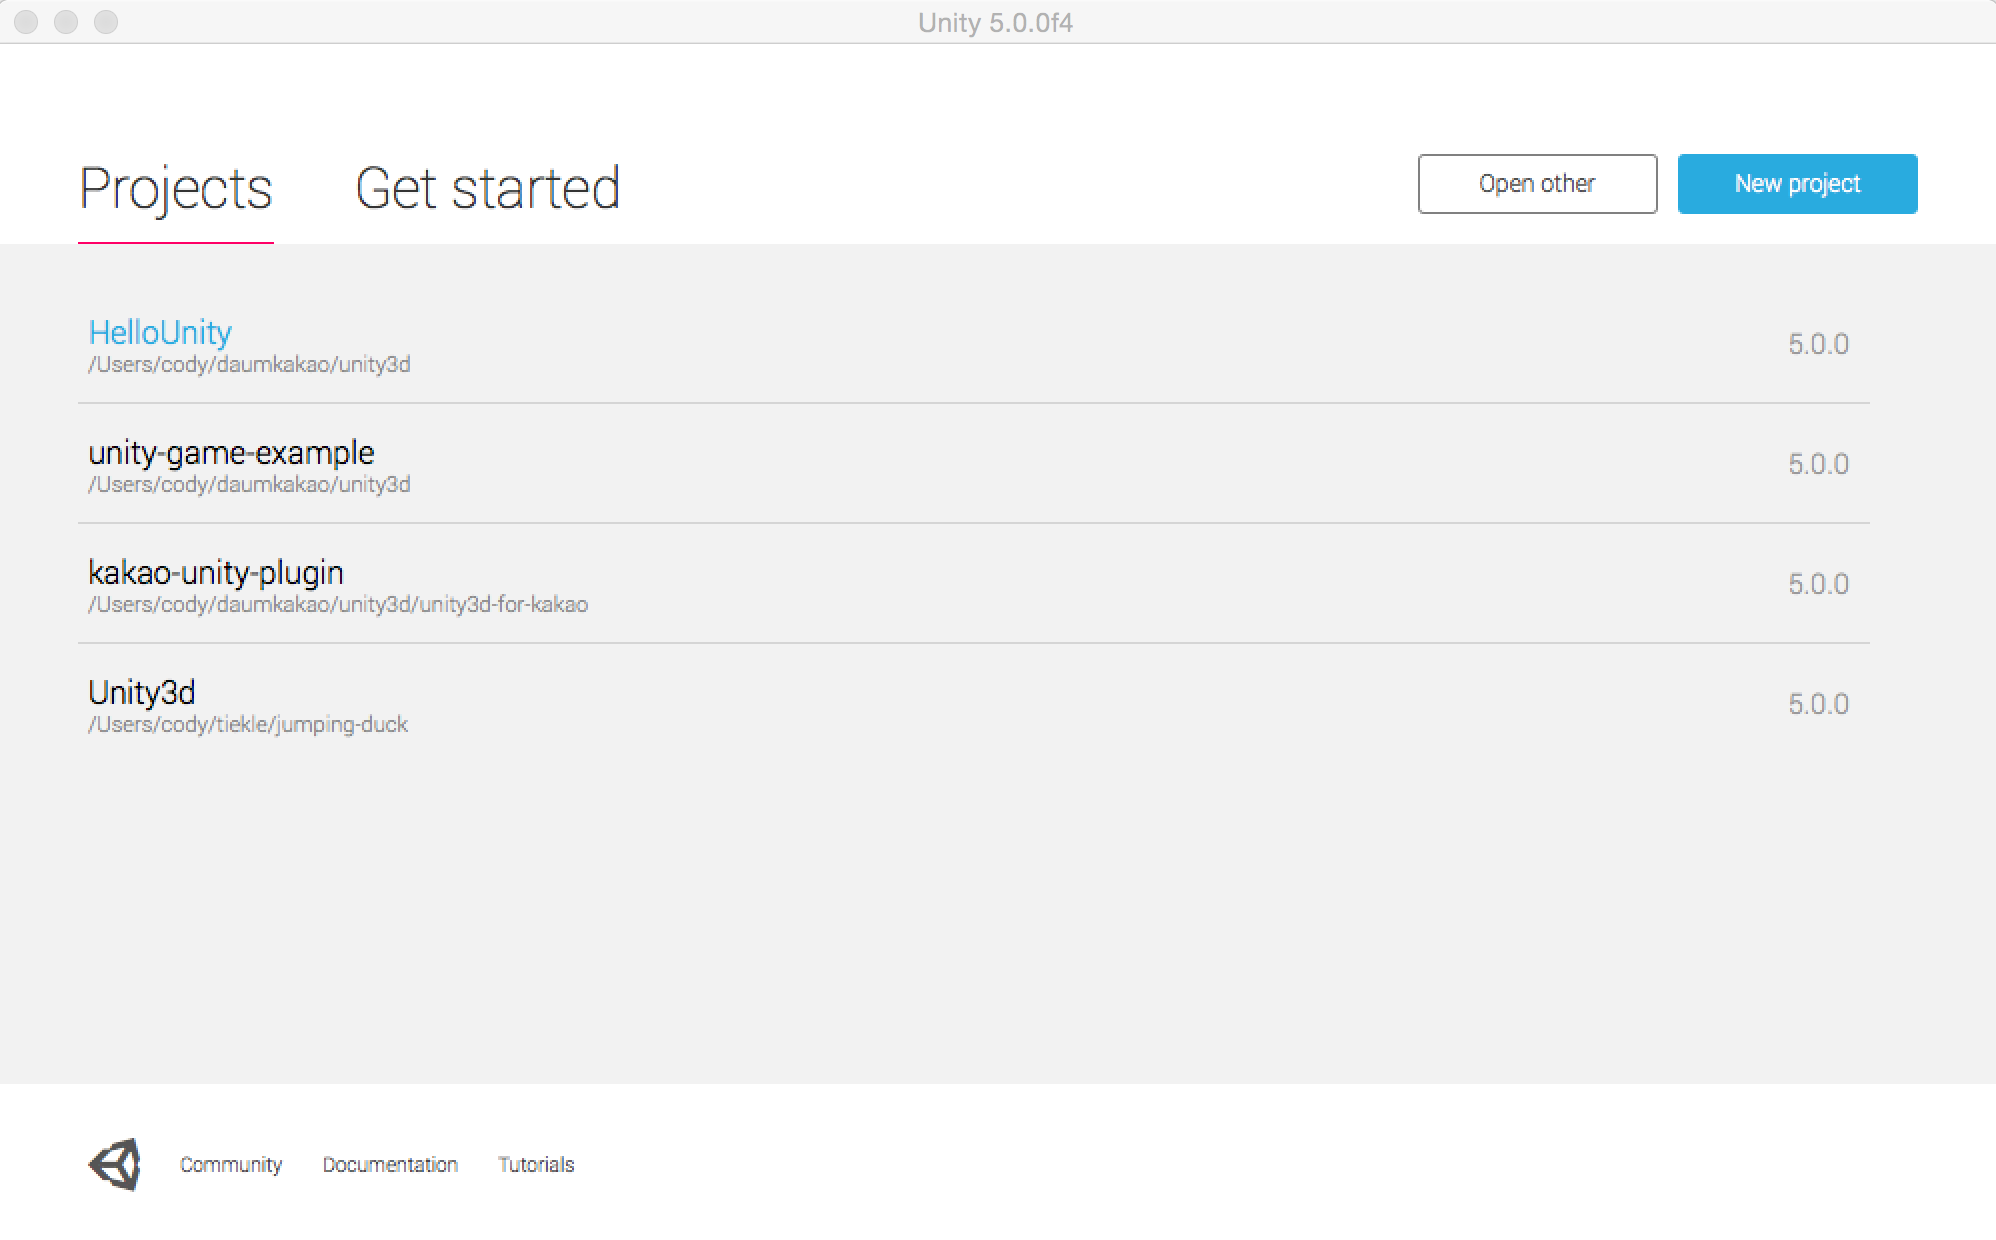 Unity 5.0.0f4
Projects
Get started
Open other
New project
HelloUnity
/Users/cody/daumkakao/unity3d
5.0.0
unity-game-example
/Users/cody/daumkakao/unity3d
5.0.0
kakao-unity-plugin
/Users/cody/daumkakao/unity3d/unity3d-for-kakao
5.0.0
Unity3d
/Users/cody/tiekle/jumping-duck
5.0.0
Community
Documentation
Tutorials